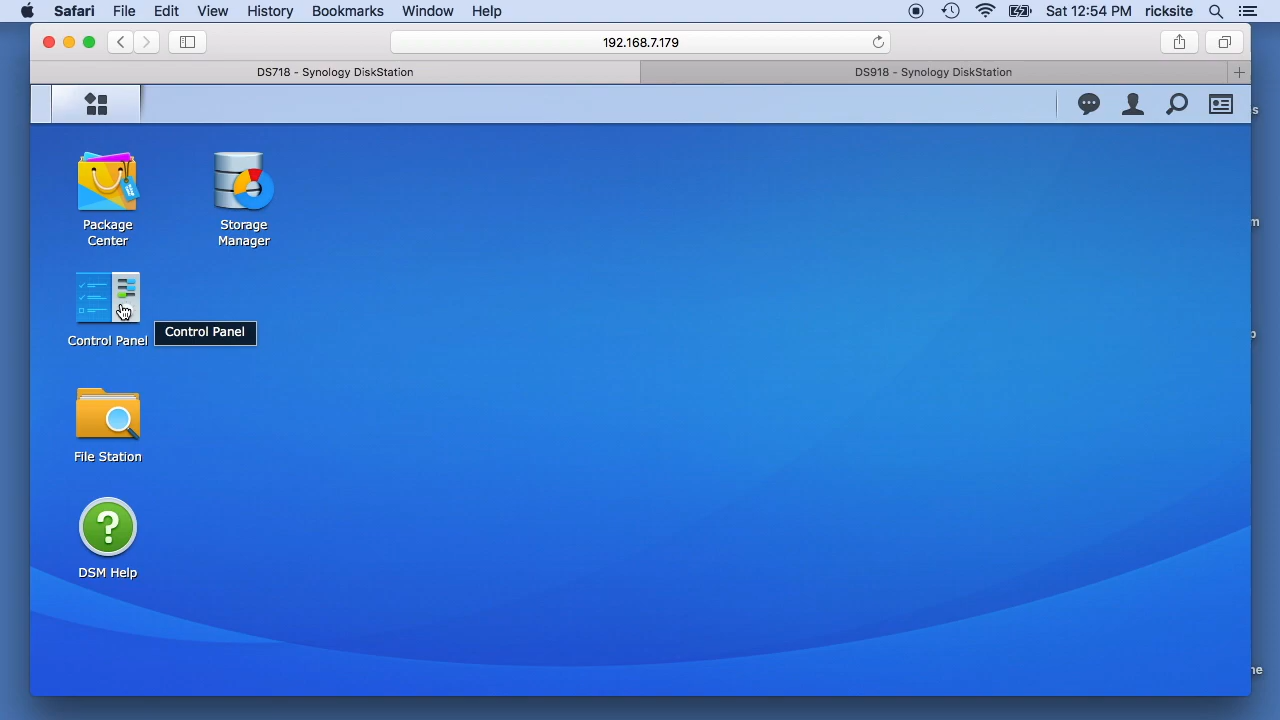 Safari File Edit View History Bookmarks Window Help Sat 12:54 PM ricksite
192.168.7.179
DS718 - Synology DiskStation DS918 - Synology DiskStation
Package
Center
Storage
Manager
Control Panel
Control Panel
File Station
?
DSM Help